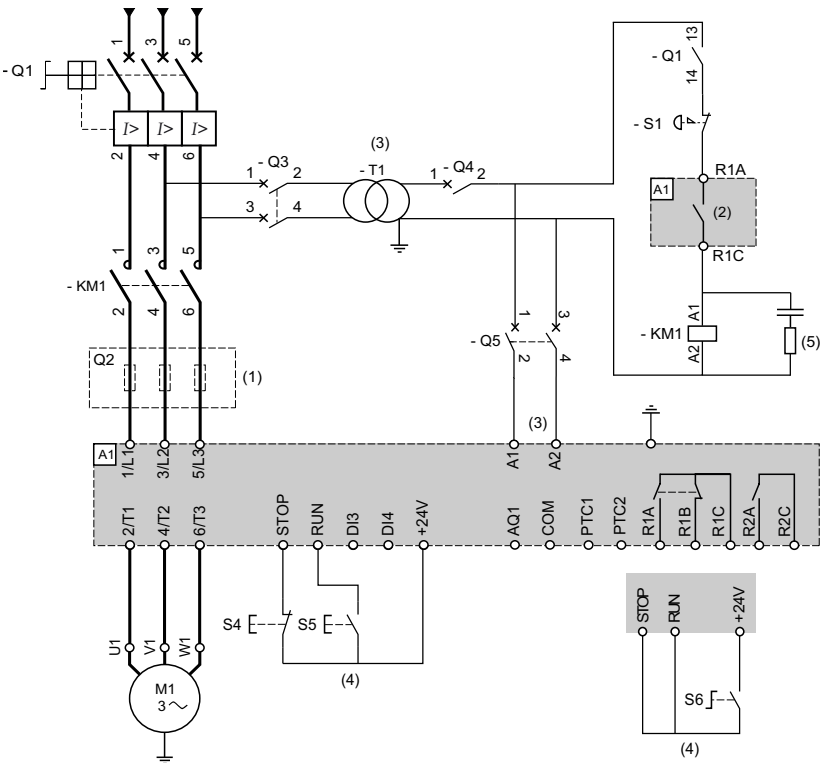 1 3 5
- Q1
I> I> I>
2 4 6
13
- Q1
14
- S1
R1A
A1
(2)
R1C
A1
- KM1
A2
(5)
(3)
- Q3
1 2
3 4
- T1
- Q4
1 2
1 3 5
- KM1
2 4 6
1 3
- Q5
2 4
Q2
(1)
(3)
A1
1/L1 3/L2 5/L3
A1 A2
2/T1 4/T2 6/T3
STOP RUN DI3 DI4 +24V
AQ1 COM PTC1 PTC2 R1A R1B R1C R2A R2C
S4 S5
(4)
U1 V1 W1
M1
3
STOP RUN +24V
S6
(4)